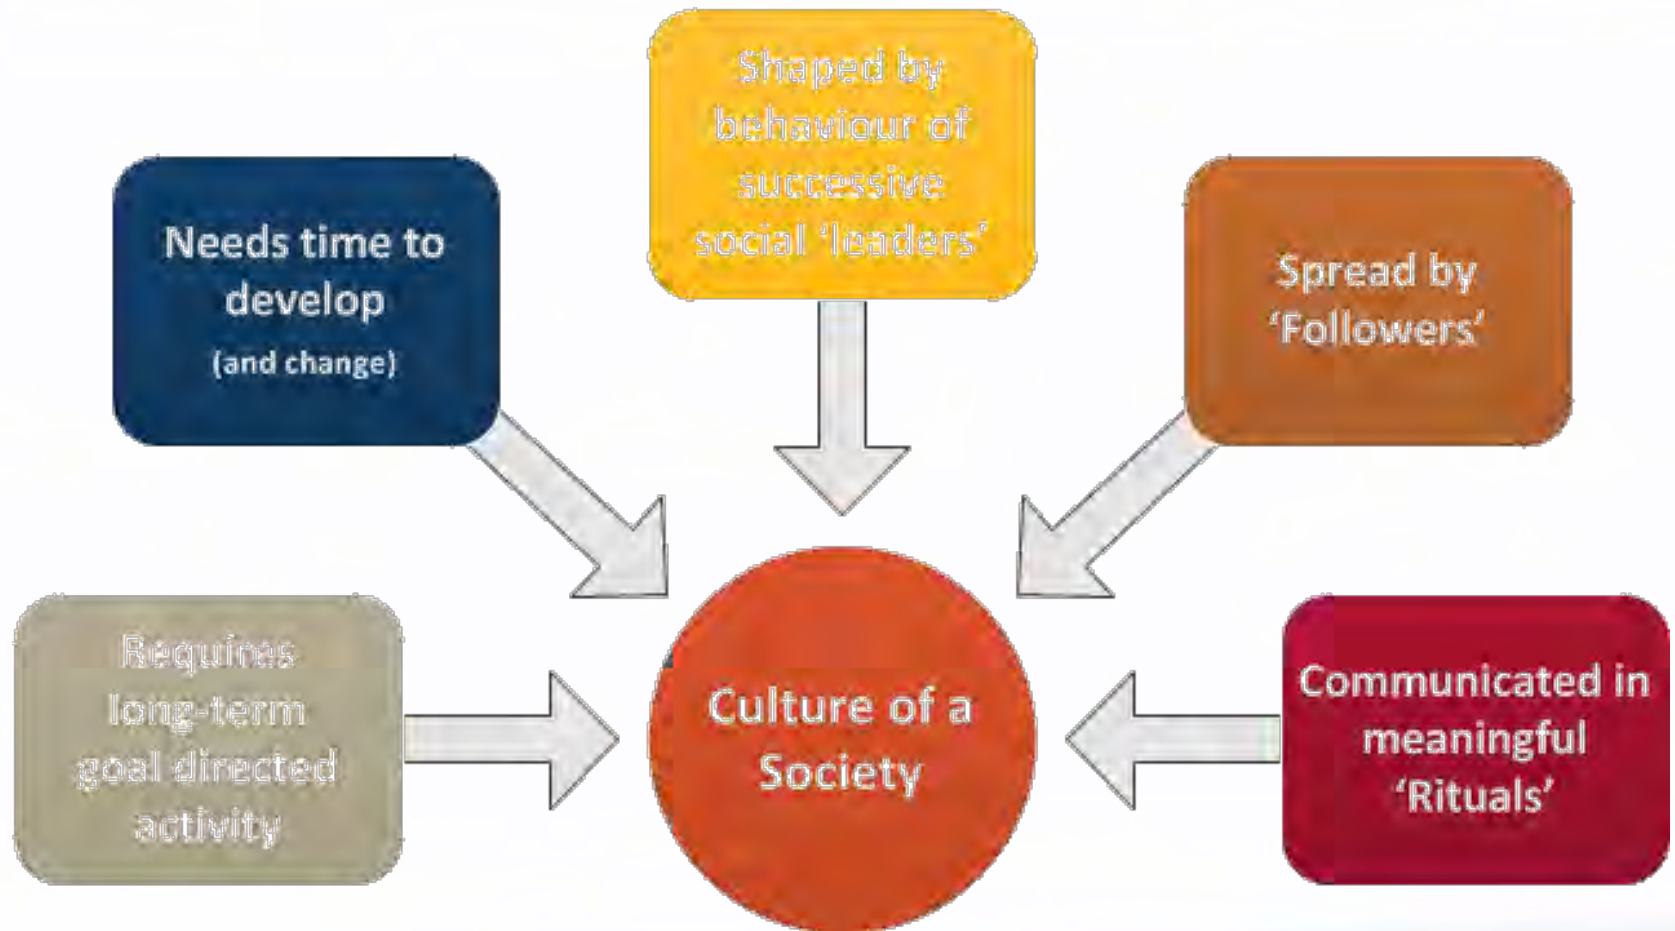 Shaped by
behaviour of
successive
social ‘leaders’
Needs time to
develop
(and change)
Spread by
‘Followers’
Requires
long-term
goal directed
activity
Culture of a
Society
Communicated in
meaningful
‘Rituals’